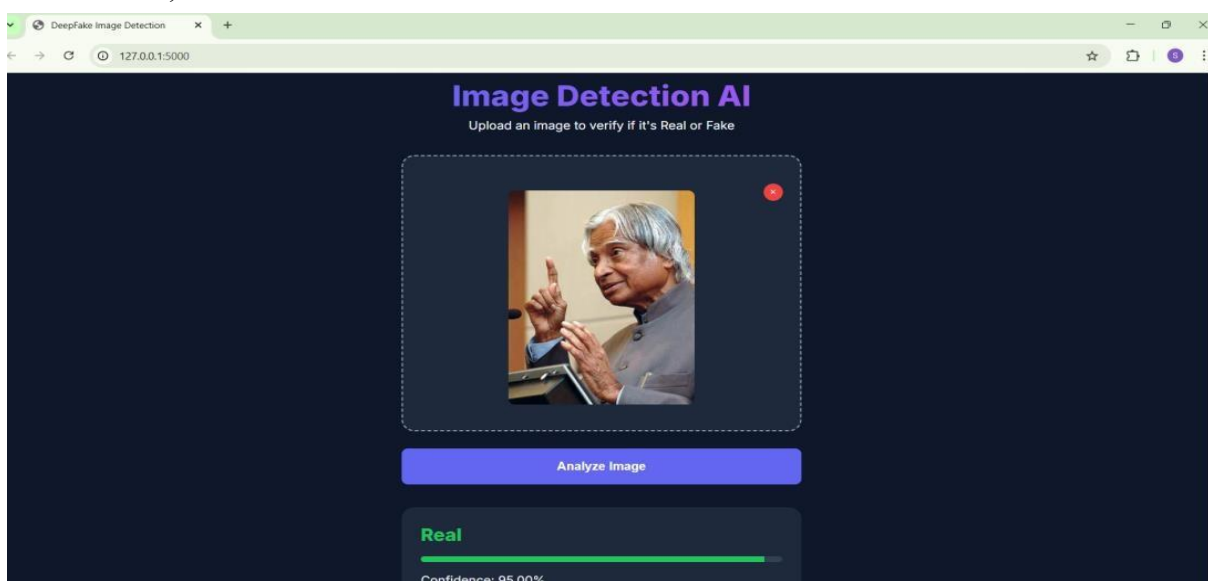 DeepFake Image Detection
127.0.0.1:5000
S
Image Detection AI
Upload an image to verify if it's Real or Fake
Analyze Image
Real
Confidence: 95.00%